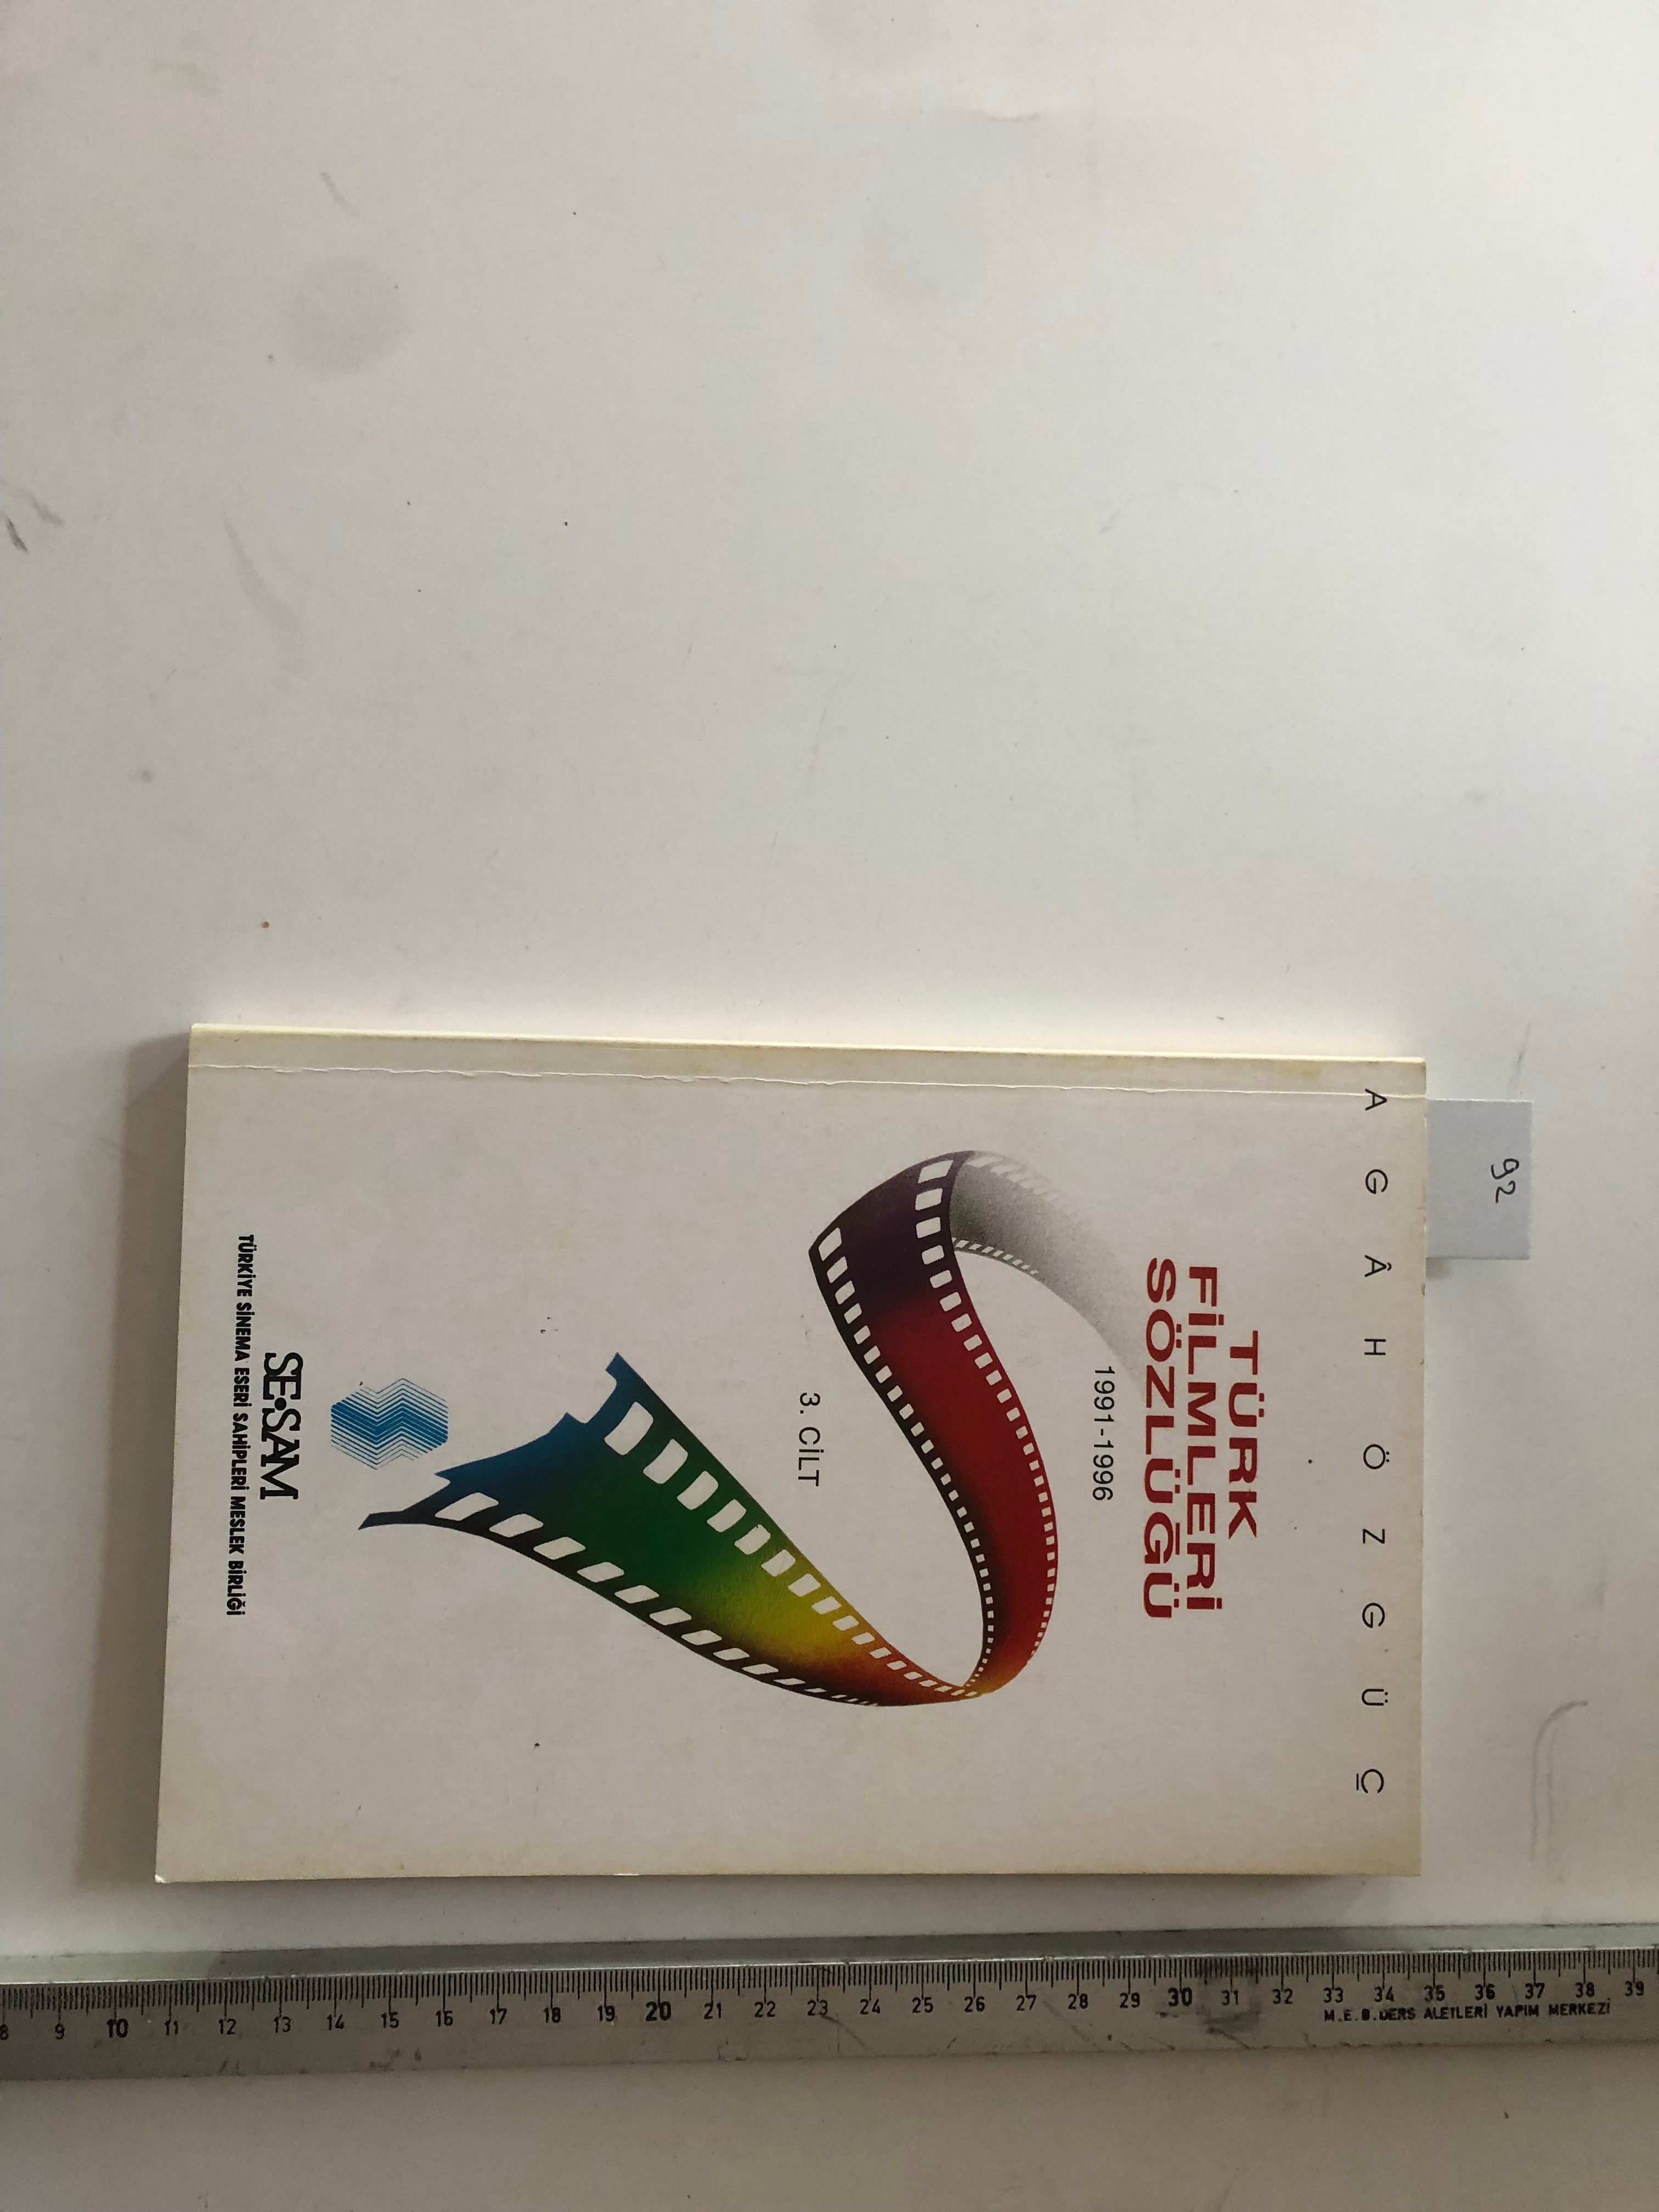 92
AGÂH ÖZGÜÇ
TÜRK
FİLMLERİ
SÖZLÜĞÜ
1991-1996
3. CİLT
SE·SAM
TÜRKİYE SİNEMA ESERİ SAHİPLERİ MESLEK BİRLİĞİ
8 9 10 11 12 13 14 15 16 17 18 19 20 21 22 23 24 25 26 27 28 29 30 31 32 33 34 35 36 37 38 39
M.E.B. DERS ALETLERİ YAPIM MERKEZİ